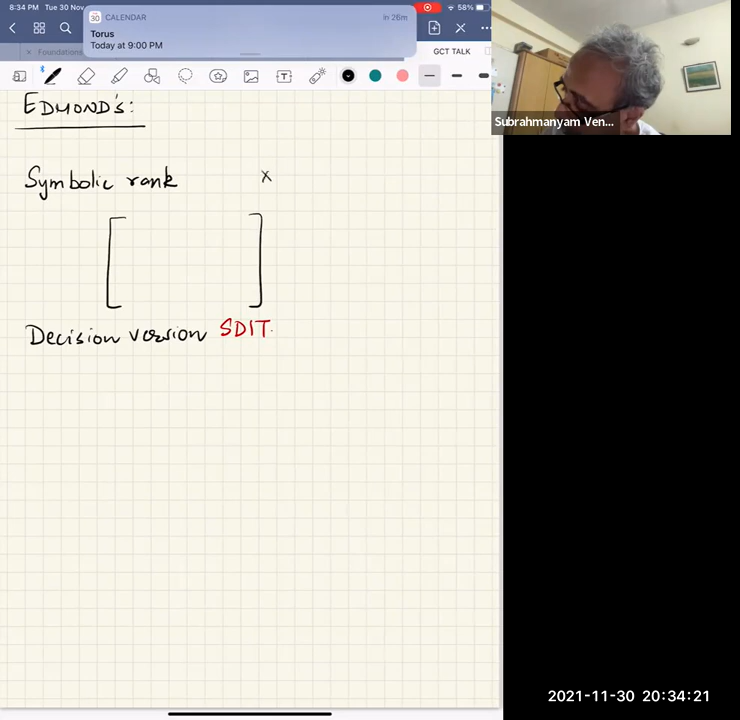 8:34 PM Tue 30 Nov
58%
30
CALENDAR
in 26m
Torus
Today at 9:00 PM
Foundations
GCT TALK
EDMOND'S:
Symbolic rank x
Decision version SDIT.
Subrahmanyam Ven...
2021-11-30 20:34:21